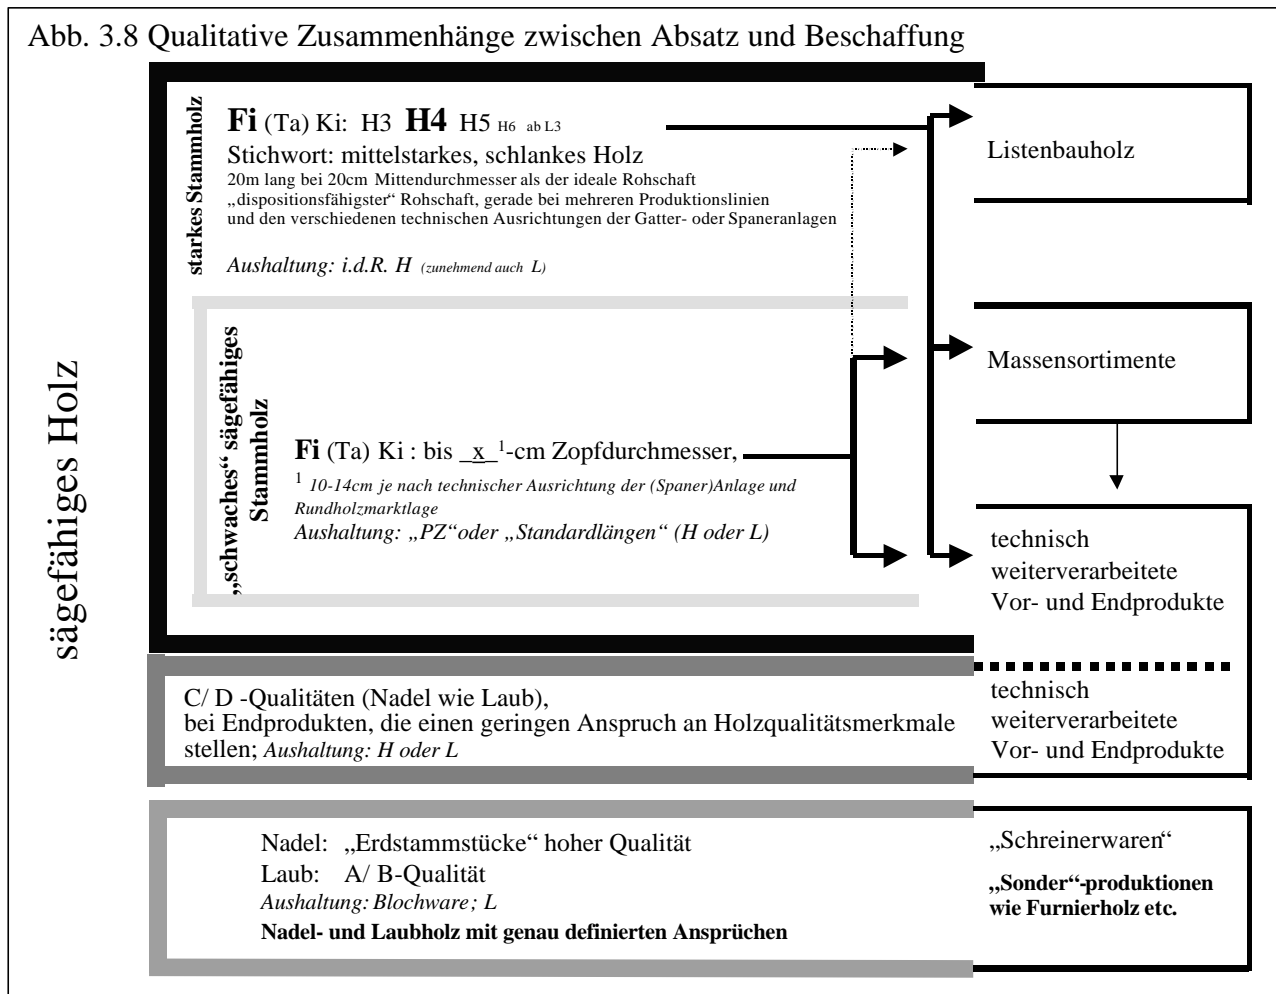 Abb. 3.8 Qualitative Zusammenhänge zwischen Absatz und Beschaffung
sägefähiges Holz
starkes Stammholz
Fi (Ta) Ki: H3 H4 H5 H6 ab L3
Stichwort: mittelstarkes, schlankes Holz
20m lang bei 20cm Mittendurchmesser als der ideale Rohschaft
„dispositionsfähigster“ Rohschaft, gerade bei mehreren Produktionslinien
und den verschiedenen technischen Ausrichtungen der Gatter- oder Spaneranlagen
Aushaltung: i.d.R. H (zunehmend auch L)
„schwaches“ sägefähiges
Stammholz
Fi (Ta) Ki : bis _x_¹-cm Zopfdurchmesser,
¹ 10-14cm je nach technischer Ausrichtung der (Spaner)Anlage und
Rundholzmarktlage
Aushaltung: „PZ“oder „Standardlängen“ (H oder L)
Listenbauholz
Massensortimente
technisch
weiterverarbeitete
Vor- und Endprodukte
C/ D -Qualitäten (Nadel wie Laub),
bei Endprodukten, die einen geringen Anspruch an Holzqualitätsmerkmale
stellen; Aushaltung: H oder L
technisch
weiterverarbeitete
Vor- und Endprodukte
Nadel: „Erdstammstücke“ hoher Qualität
Laub: A/ B-Qualität
Aushaltung: Blochware; L
Nadel- und Laubholz mit genau definierten Ansprüchen
„Schreinerwaren“
„Sonder“-produktionen
wie Furnierholz etc.